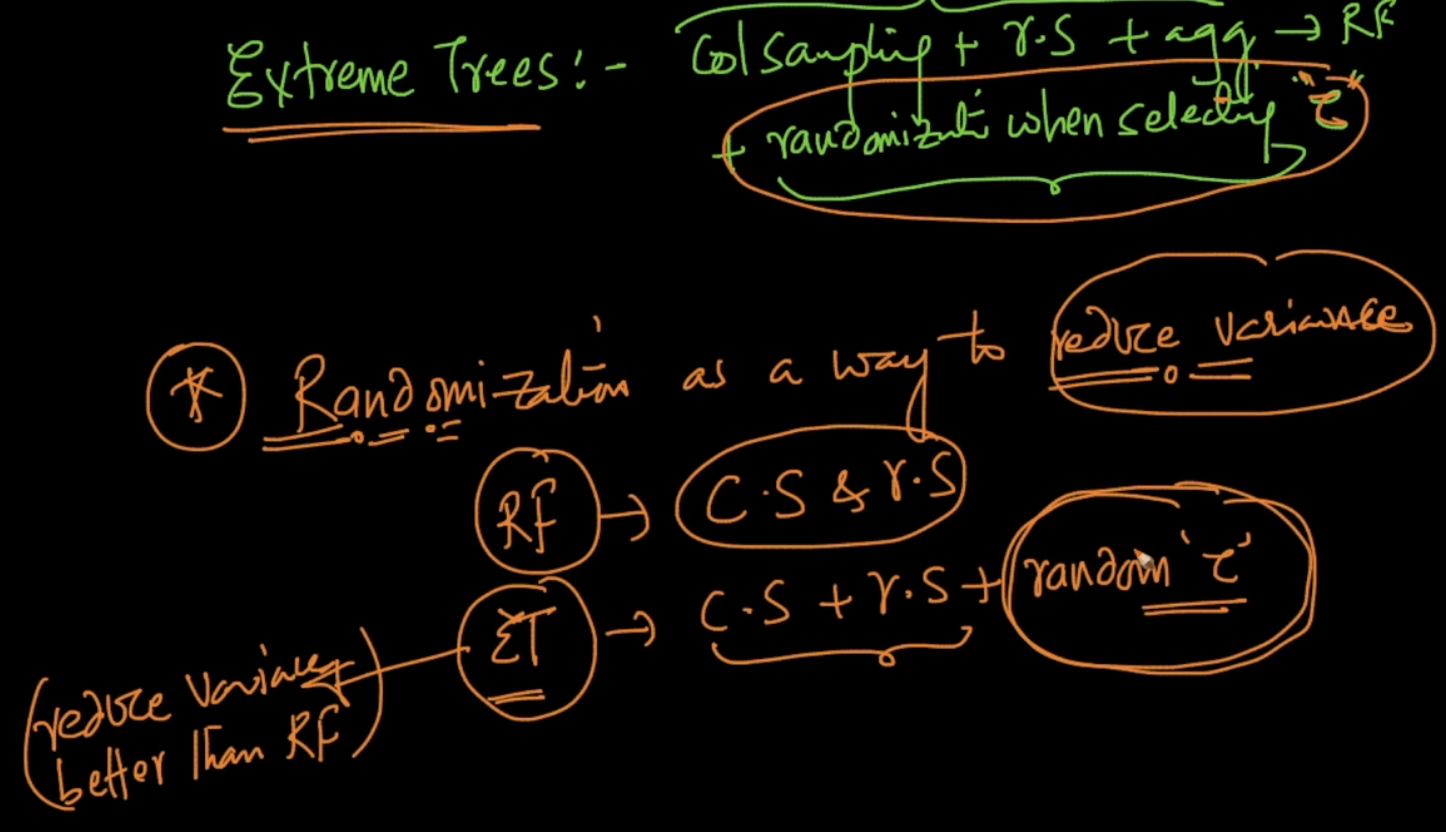 Extreme Trees:- Col Sampling + r.S + agg → RF
+ randomizatn when selecting "τ"
* Randomization as a way to reduce variance
RF → C.S & r.S
ET → C.S + r.S + random 'τ'
(reduce variance
better than RF)